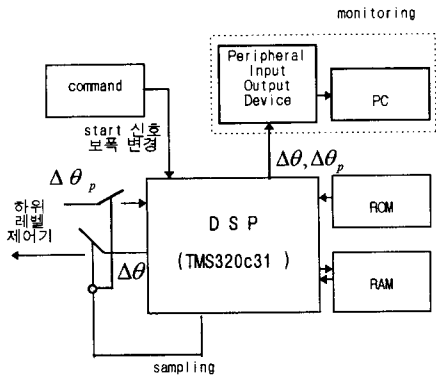 monitoring
command
Peripheral
Input
Output
Device
PC
start 신호
보폭 변경
Δθ, Δθp
Δθp
하위
레벨
제어기
DSP
(TMS320c31)
ROM
RAM
Δθ
sampling